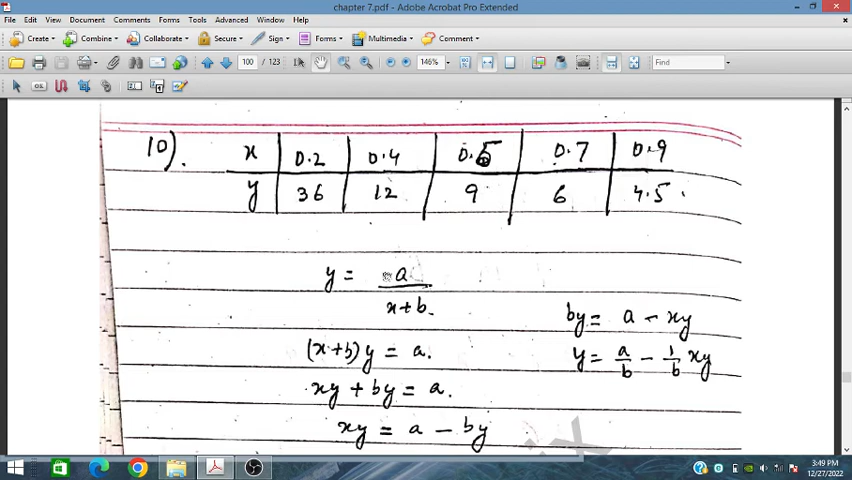 chapter 7.pdf - Adobe Acrobat Pro Extended
File Edit View Document Comments Forms Tools Advanced Window Help
Create Combine Collaborate Secure Sign Forms Multimedia Comment
100 / 123 146% Find
10). x 0.2 0.4 0.5 0.7 0.9
y 36 12 9 6 4.5
y = a / x+b
(x+b)y = a.
xy + by = a.
xy = a - by
by = a - xy
y = a/b - 1/b xy
3:49 PM
12/27/2022